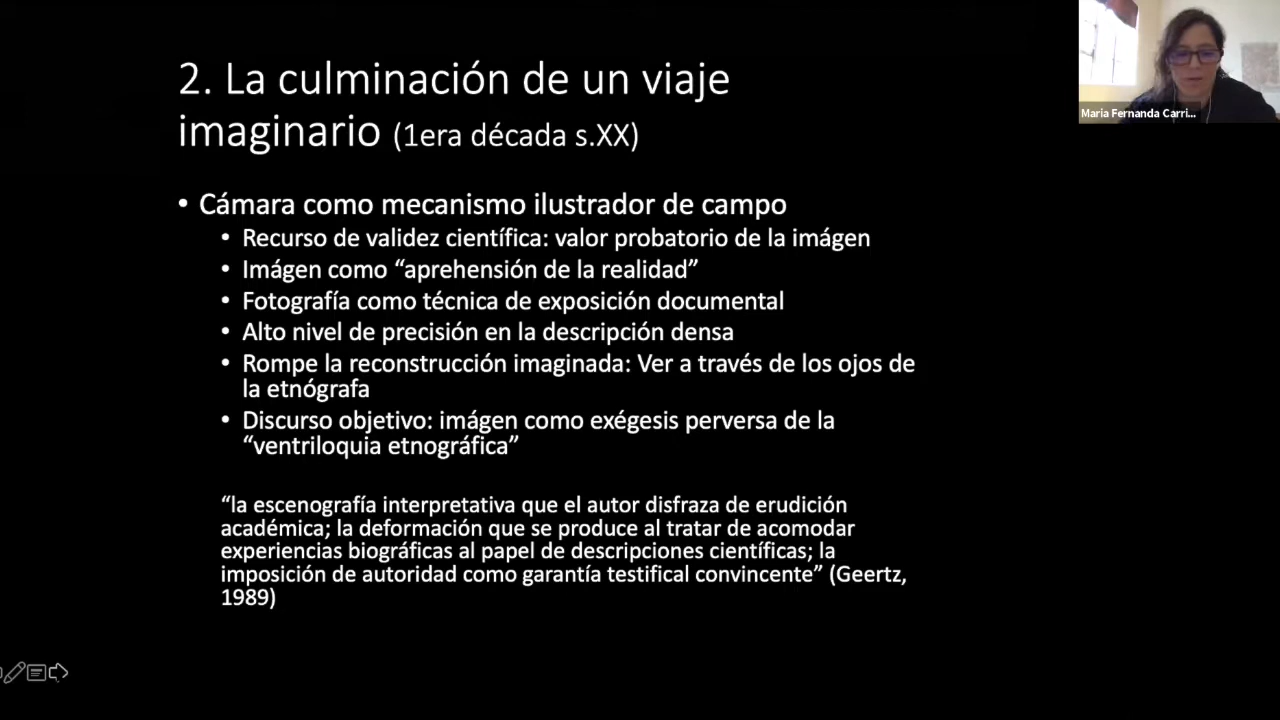 2. La culminación de un viaje
imaginario (1era década s.XX)
• Cámara como mecanismo ilustrador de campo
• Recurso de validez científica: valor probatorio de la imágen
• Imágen como “aprehensión de la realidad”
• Fotografía como técnica de exposición documental
• Alto nivel de precisión en la descripción densa
• Rompe la reconstrucción imaginada: Ver a través de los ojos de
la etnógrafa
• Discurso objetivo: imágen como exégesis perversa de la
“ventriloquia etnográfica”
“la escenografía interpretativa que el autor disfraza de erudición
académica; la deformación que se produce al tratar de acomodar
experiencias biográficas al papel de descripciones científicas; la
imposición de autoridad como garantía testifical convincente” (Geertz,
1989)
Maria Fernanda Carri...